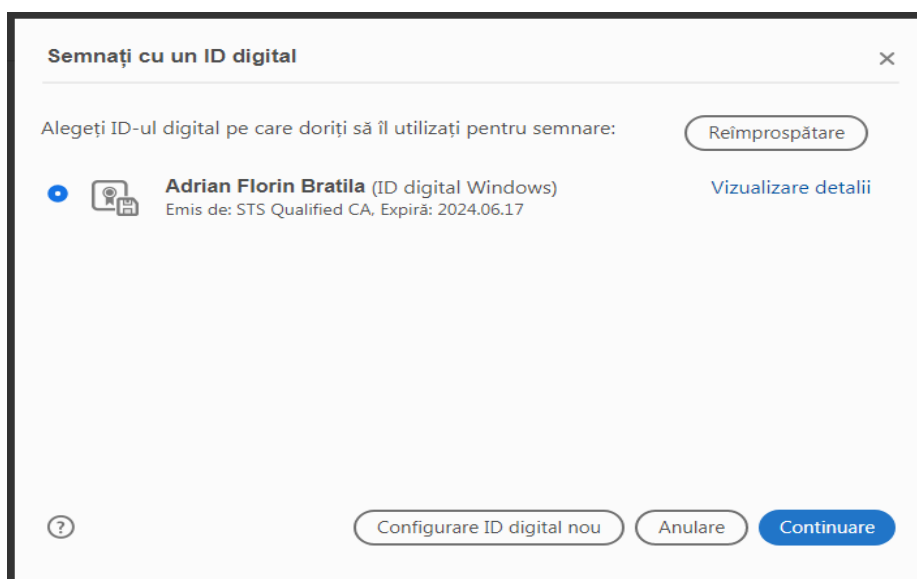 Semnați cu un ID digital
Alegeți ID-ul digital pe care doriți să îl utilizați pentru semnare:
Reîmprospătare
Adrian Florin Bratila (ID digital Windows)
Vizualizare detalii
Emis de: STS Qualified CA, Expiră: 2024.06.17
?
Configurare ID digital nou
Anulare
Continuare